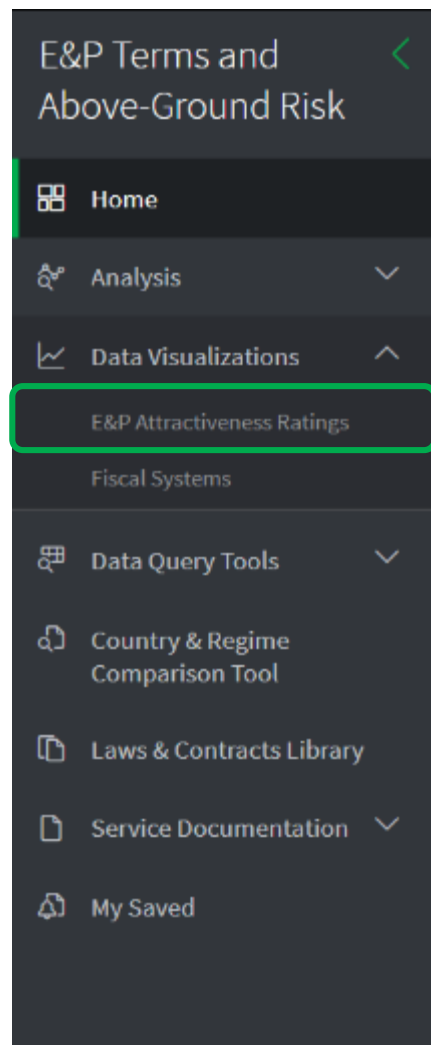 E&P Terms and
Above-Ground Risk
Home
Analysis
Data Visualizations
E&P Attractiveness Ratings
Fiscal Systems
Data Query Tools
Country & Regime
Comparison Tool
Laws & Contracts Library
Service Documentation
My Saved